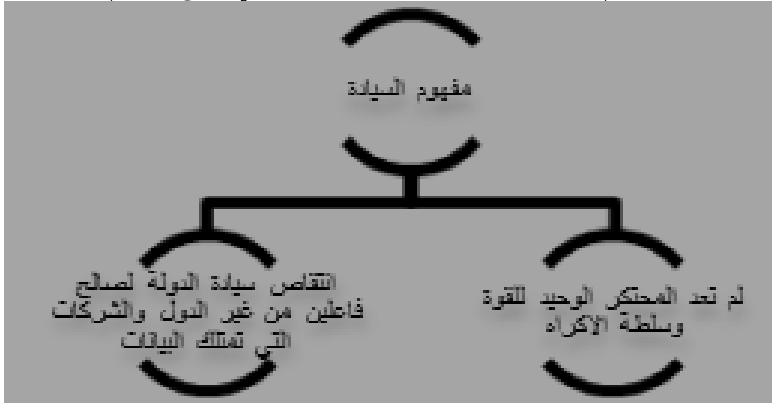 مفهوم السيادة
لم تعد المحتكر الوحيد للقوة
وسلطة الاكراه
انتقاص سيادة الدولة لصالح
فاعلين من غير الدول والشركات
التي تمتلك البيانات